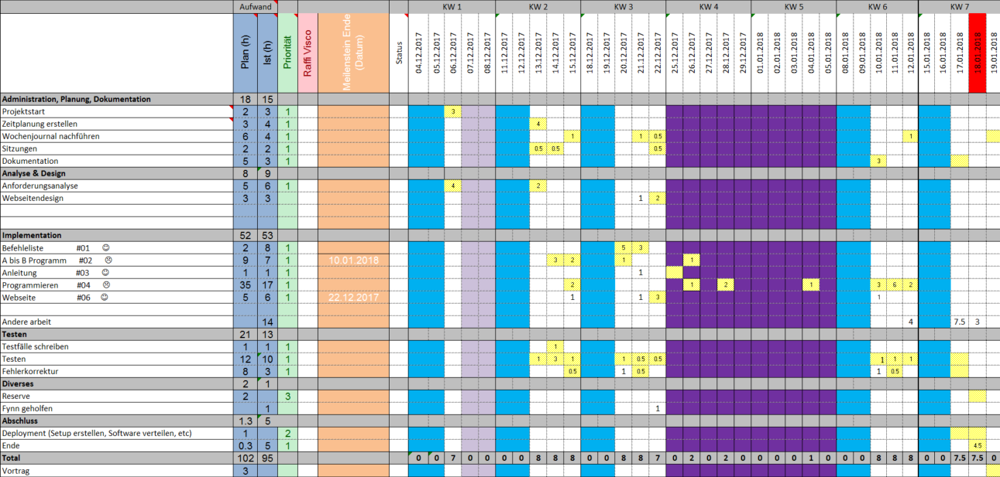 Aufwand KW 1 KW 2 KW 3 KW 4 KW 5 KW 6 KW 7
Plan (h) Ist (h) Priorität Raffi Visco Meilenstein Ende (Datum) Status 04.12.2017 05.12.2017 06.12.2017 07.12.2017 08.12.2017 11.12.2017 12.12.2017 13.12.2017 14.12.2017 15.12.2017 18.12.2017 19.12.2017 20.12.2017 21.12.2017 22.12.2017 25.12.2017 26.12.2017 27.12.2017 28.12.2017 29.12.2017 01.01.2018 02.01.2018 03.01.2018 04.01.2018 05.01.2018 08.01.2018 09.01.2018 10.01.2018 11.01.2018 12.01.2018 15.01.2018 16.01.2018 17.01.2018 18.01.2018 19.01.2018
Administration, Planung, Dokumentation 18 15
Projektstart 2 3 1 3
Zeitplanung erstellen 3 4 1 4
Wochenjournal nachführen 6 4 1 1 1 0.5 1
Sitzungen 2 2 1 0.5 0.5 0.5
Dokumentation 5 3 1 3
Analyse & Design 8 9
Anforderungsanalyse 5 6 1 4 2
Webseitendesign 3 3 1 2
Implementation 52 53
Befehleliste #01 ☺ 2 8 1 5 3
A bis B Programm #02 ☹ 9 7 1 10.01.2018 3 2 1 1
Anleitung #03 ☺ 1 1 1 1
Programmieren #04 ☹ 35 17 1 2 1 2 1 3 6 2
Webseite #06 ☺ 5 6 1 22.12.2017 1 1 3 1
Andere arbeit 14 4 7.5 3
Testen 21 13
Testfälle schreiben 1 1 1 1
Testen 12 10 1 1 3 1 1 0.5 0.5 1 1 1
Fehlerkorrektur 8 3 1 0.5 1 0.5 1 0.5
Diverses 2 1
Reserve 2 3
Fynn geholfen 1 1
Abschluss 1.3 5
Deployment (Setup erstellen, Software verteilen, etc) 1 2
Ende 0.3 5 1 4.5
Total 102 95 0 0 7 0 0 0 0 8 8 8 0 0 8 8 7 0 2 0 2 0 0 0 0 1 0 0 0 8 8 8 0 0 7.5 7.5 0
Vortrag 3